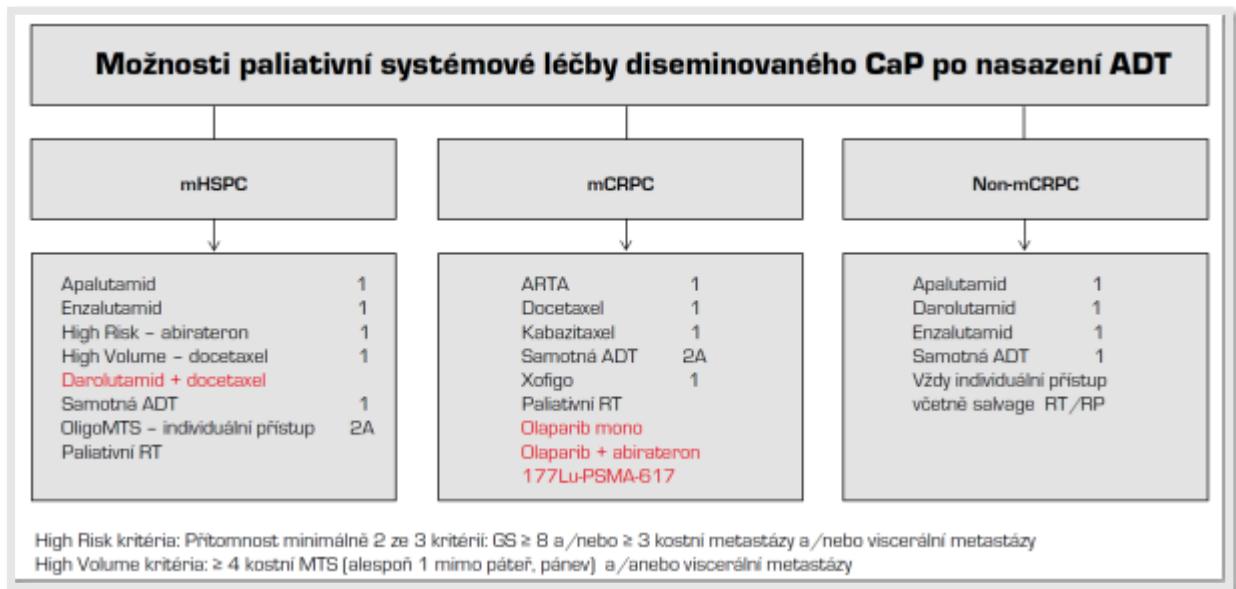 Možnosti paliativní systémové léčby diseminovaného CaP po nasazení ADT
mHSPC
Apalutamid 1
Enzalutamid 1
High Risk – abirateron 1
High Volume – docetaxel 1
Darolutamid + docetaxel
Samotná ADT 1
OligoMTS – individuální přístup 2A
Paliativní RT
mCRPC
ARTA 1
Docetaxel 1
Kabazitaxel 1
Samotná ADT 2A
Xofigo 1
Paliativní RT
Olaparib mono
Olaparib + abirateron
177Lu-PSMA-617
Non-mCRPC
Apalutamid 1
Darolutamid 1
Enzalutamid 1
Samotná ADT 1
Vždy individuální přístup
včetně salvage RT/RP
High Risk kritéria: Přítomnost minimálně 2 ze 3 kritérií: GS ≥ 8 a/nebo ≥ 3 kostní metastázy a/nebo viscerální metastázy
High Volume kritéria: ≥ 4 kostní MTS (alespoň 1 mimo páteř, pánev) a/anebo viscerální metastázy